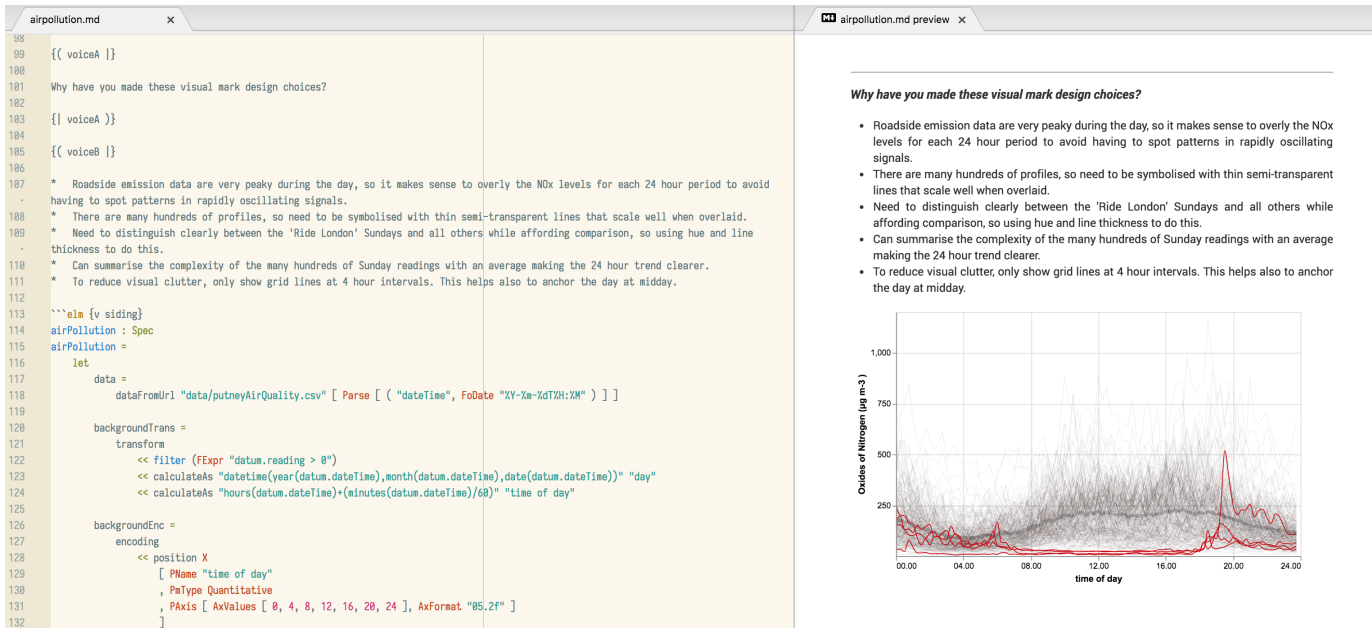 airpollution.md
98
99 {( voiceA |}
100
101 Why have you made these visual mark design choices?
102
103 {| voiceA )}
104
105 {( voiceB |}
106
107 *   Roadside emission data are very peaky during the day, so it makes sense to overly the NOx levels for each 24 hour period to avoid
· having to spot patterns in rapidly oscillating signals.
108 *   There are many hundreds of profiles, so need to be symbolised with thin semi-transparent lines that scale well when overlaid.
109 *   Need to distinguish clearly between the 'Ride London' Sundays and all others while affording comparison, so using hue and line
· thickness to do this.
110 *   Can summarise the complexity of the many hundreds of Sunday readings with an average making the 24 hour trend clearer.
111 *   To reduce visual clutter, only show grid lines at 4 hour intervals. This helps also to anchor the day at midday.
112
113 ```elm {v siding}
114 airPollution : Spec
115 airPollution =
116     let
117         data =
118             dataFromUrl "data/putneyAirQuality.csv" [ Parse [ ( "dateTime", FoDate "%Y-%m-%dT%H:%M" ) ] ]
119
120         backgroundTrans =
121             transform
122                 << filter (FExpr "datum.reading > 0")
123                 << calculateAs "datetime(year(datum.dateTime),month(datum.dateTime),date(datum.dateTime))" "day"
124                 << calculateAs "hours(datum.dateTime)+(minutes(datum.dateTime)/60)" "time of day"
125
126         backgroundEnc =
127             encoding
128                 << position X
129                     [ PName "time of day"
130                     , PmType Quantitative
131                     , PAxis [ AxValues [ 0, 4, 8, 12, 16, 20, 24 ], AxFormat "05.2f" ]
132                     ]
M↓ airpollution.md preview
Why have you made these visual mark design choices?
• Roadside emission data are very peaky during the day, so it makes sense to overly the NOx
levels for each 24 hour period to avoid having to spot patterns in rapidly oscillating
signals.
• There are many hundreds of profiles, so need to be symbolised with thin semi-transparent
lines that scale well when overlaid.
• Need to distinguish clearly between the 'Ride London' Sundays and all others while
affording comparison, so using hue and line thickness to do this.
• Can summarise the complexity of the many hundreds of Sunday readings with an average
making the 24 hour trend clearer.
• To reduce visual clutter, only show grid lines at 4 hour intervals. This helps also to anchor
the day at midday.
Oxides of Nitrogen (μg m-3 )
1,000
750
500
250
00.00 04.00 08.00 12.00 16.00 20.00 24.00
time of day